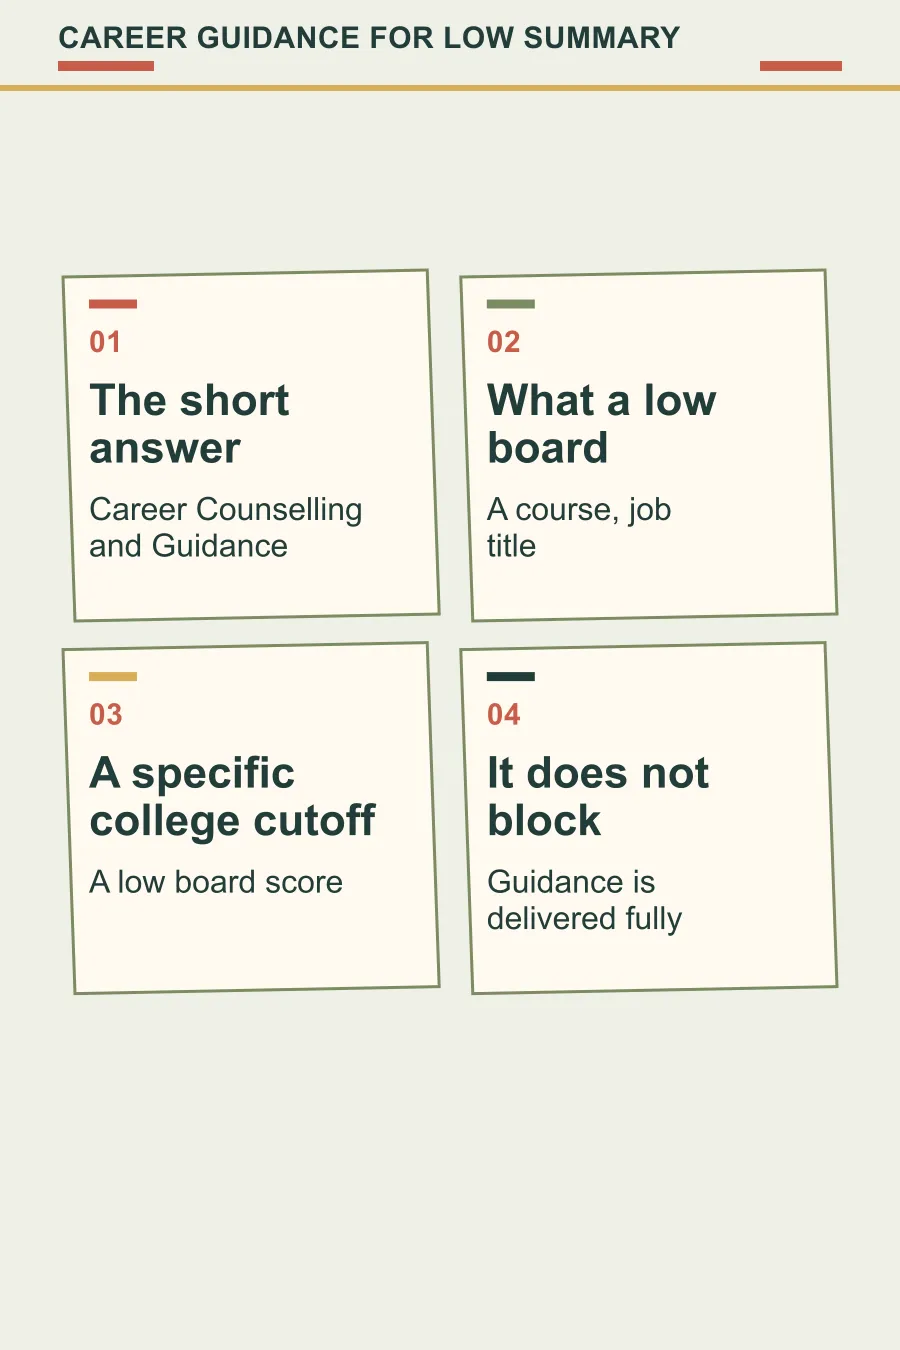 CAREER GUIDANCE FOR LOW SUMMARY
01
The short
answer
Career Counselling
and Guidance
02
What a low
board
A course, job
title
03
A specific
college cutoff
A low board score
04
It does not
block
Guidance is
delivered fully